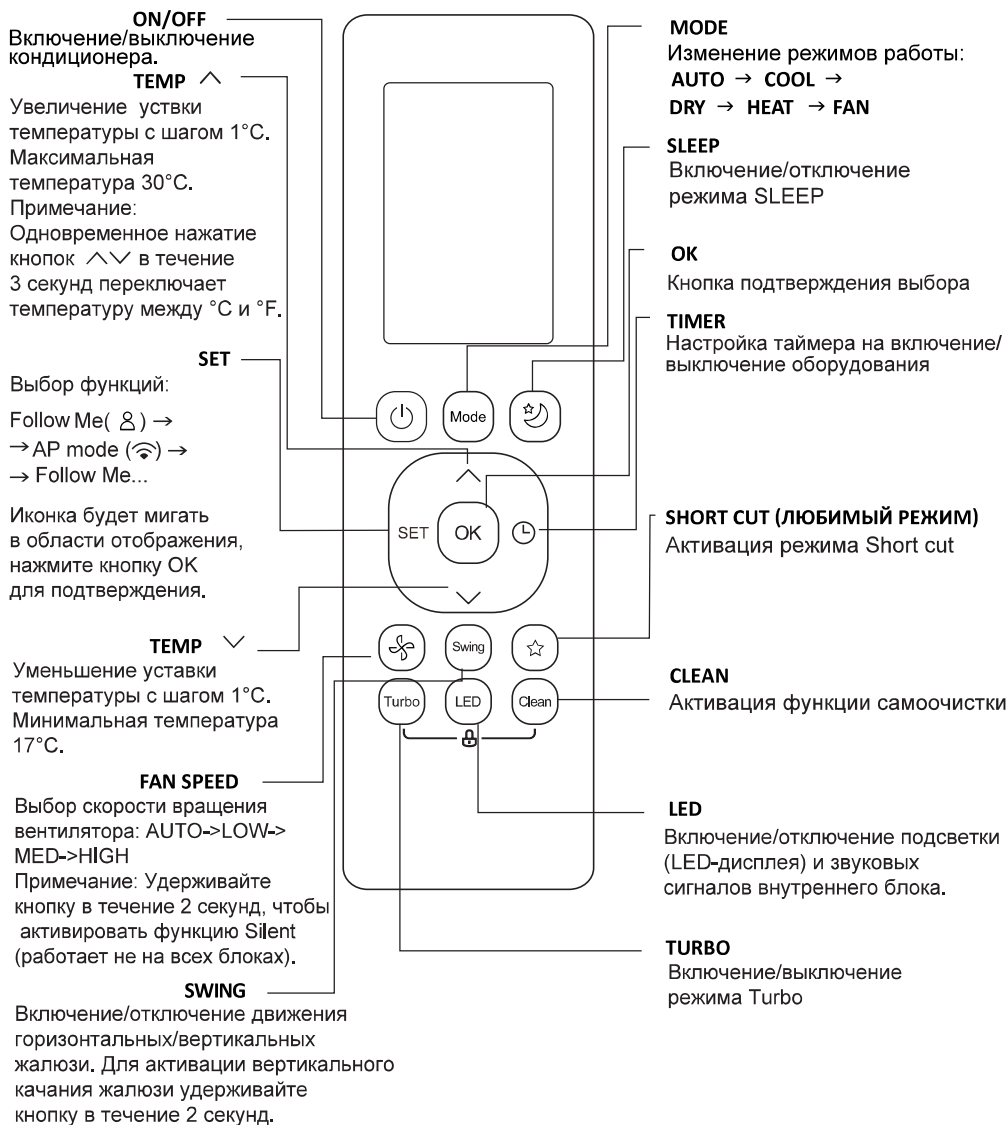 ON/OFF
Включение/выключение
кондиционера.
TEMP ︿
Увеличение уствки
температуры с шагом 1°C.
Максимальная
температура 30°C.
Примечание:
Одновременное нажатие
кнопок ︿﹀ в течение
3 секунд переключает
температуру между °C и °F.
SET
Выбор функций:
Follow Me( ) →
→ AP mode ( ) →
→ Follow Me...
Иконка будет мигать
в области отображения,
нажмите кнопку OK
для подтверждения.
TEMP ﹀
Уменьшение уставки
температуры с шагом 1°C.
Минимальная температура
17°C.
FAN SPEED
Выбор скорости вращения
вентилятора: AUTO->LOW->
MED->HIGH
Примечание: Удерживайте
кнопку в течение 2 секунд, чтобы
активировать функцию Silent
(работает не на всех блоках).
SWING
Включение/отключение движения
горизонтальных/вертикальных
жалюзи. Для активации вертикального
качания жалюзи удерживайте
кнопку в течение 2 секунд.
Mode
SET
OK
Swing
Turbo
LED
Clean
MODE
Изменение режимов работы:
AUTO → COOL →
DRY → HEAT → FAN
SLEEP
Включение/отключение
режима SLEEP
OK
Кнопка подтверждения выбора
TIMER
Настройка таймера на включение/
выключение оборудования
SHORT CUT (ЛЮБИМЫЙ РЕЖИМ)
Активация режима Short cut
CLEAN
Активация функции самоочистки
LED
Включение/отключение подсветки
(LED-дисплея) и звуковых
сигналов внутреннего блока.
TURBO
Включение/выключение
режима Turbo